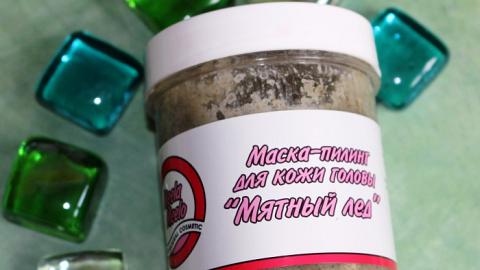 Маска-пилинг
для кожи головы
"Мятный лед"
COSMETIC